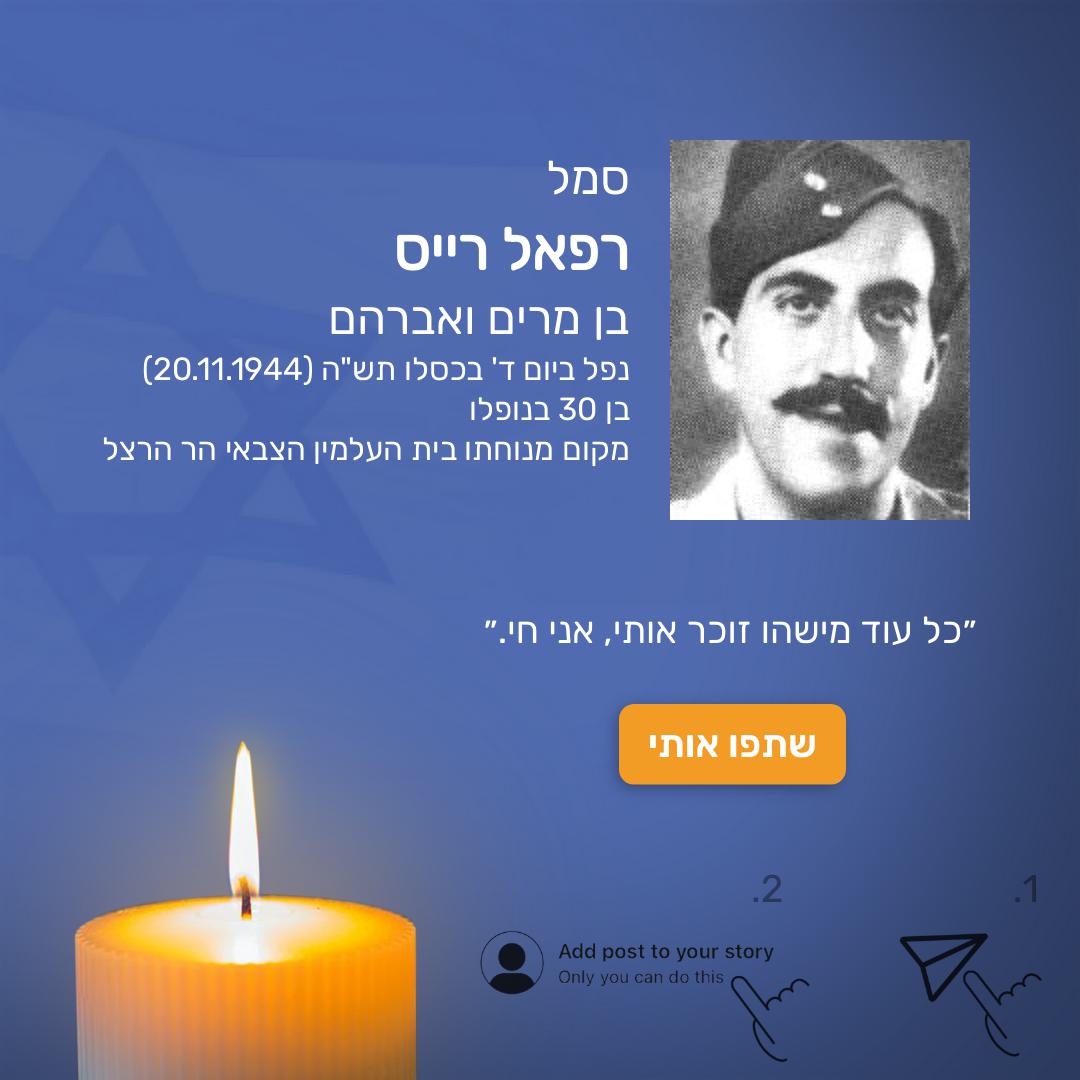 סמל
רפאל רייס
בן מרים ואברהם
נפל ביום ד' בכסלו תש"ה (20.11.1944)
בן 30 בנופלו
מקום מנוחתו בית העלמין הצבאי הר הרצל
״כל עוד מישהו זוכר אותי, אני חי.״
שתפו אותי
.1
.2
Add post to your story
Only you can do this